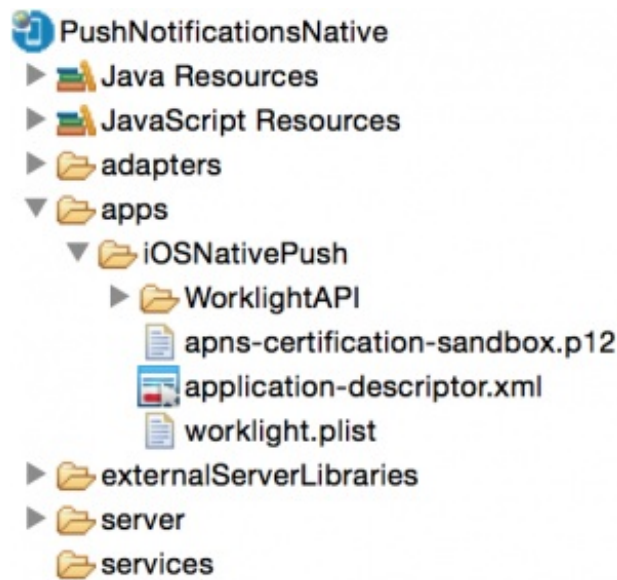 PushNotificationsNative
Java Resources
JavaScript Resources
adapters
apps
iOSNativePush
WorklightAPI
apns-certification-sandbox.p12
application-descriptor.xml
worklight.plist
externalServerLibraries
server
services